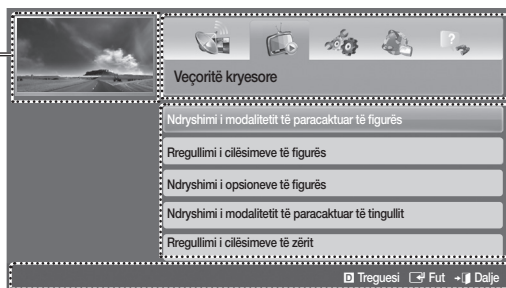 Veçoritë kryesore
Ndryshimi i modalitetit të paracaktuar të figurës
Rregullimi i cilësimeve të figurës
Ndryshimi i opsioneve të figurës
Ndryshimi i modalitetit të paracaktuar të tingullit
Rregullimi i cilësimeve të zërit
D Treguesi Fut Dalje